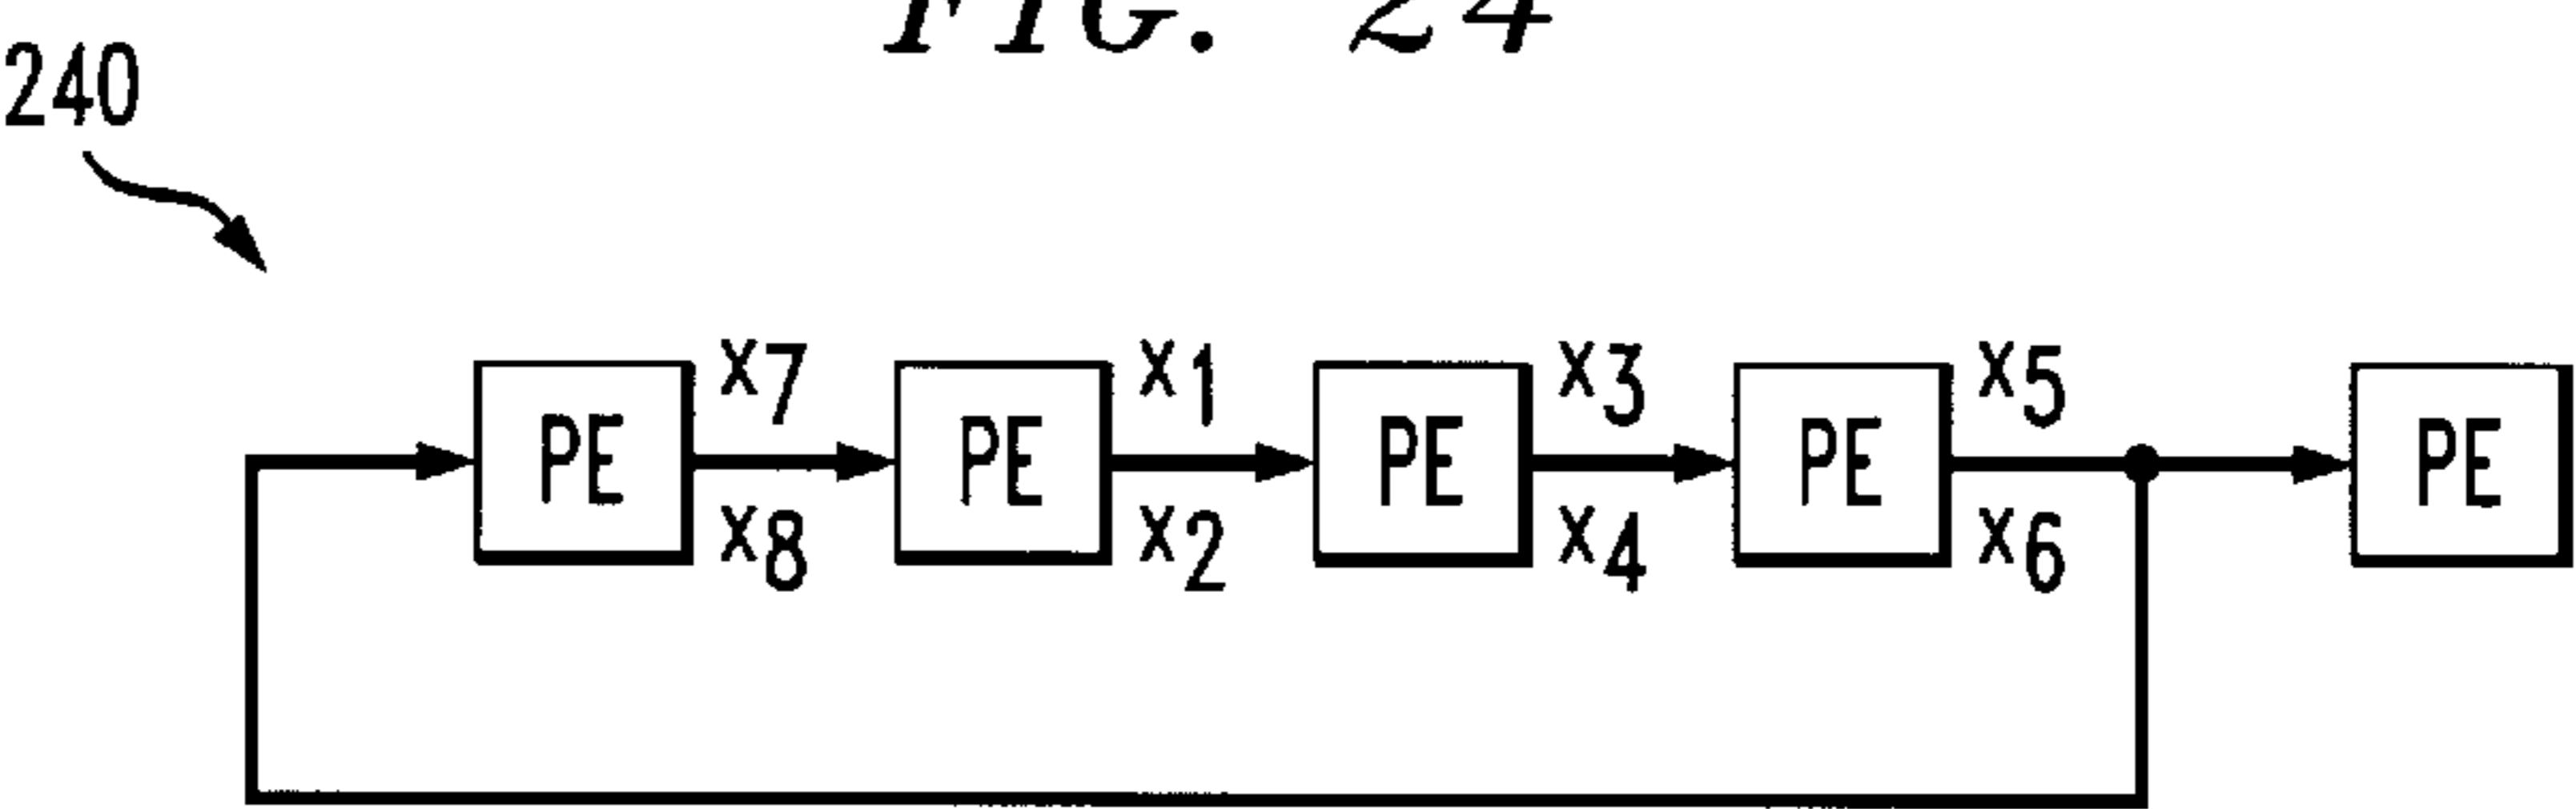 FIG. 24
240
x7 x1 x3 x5
PE PE PE PE PE
x8 x2 x4 x6